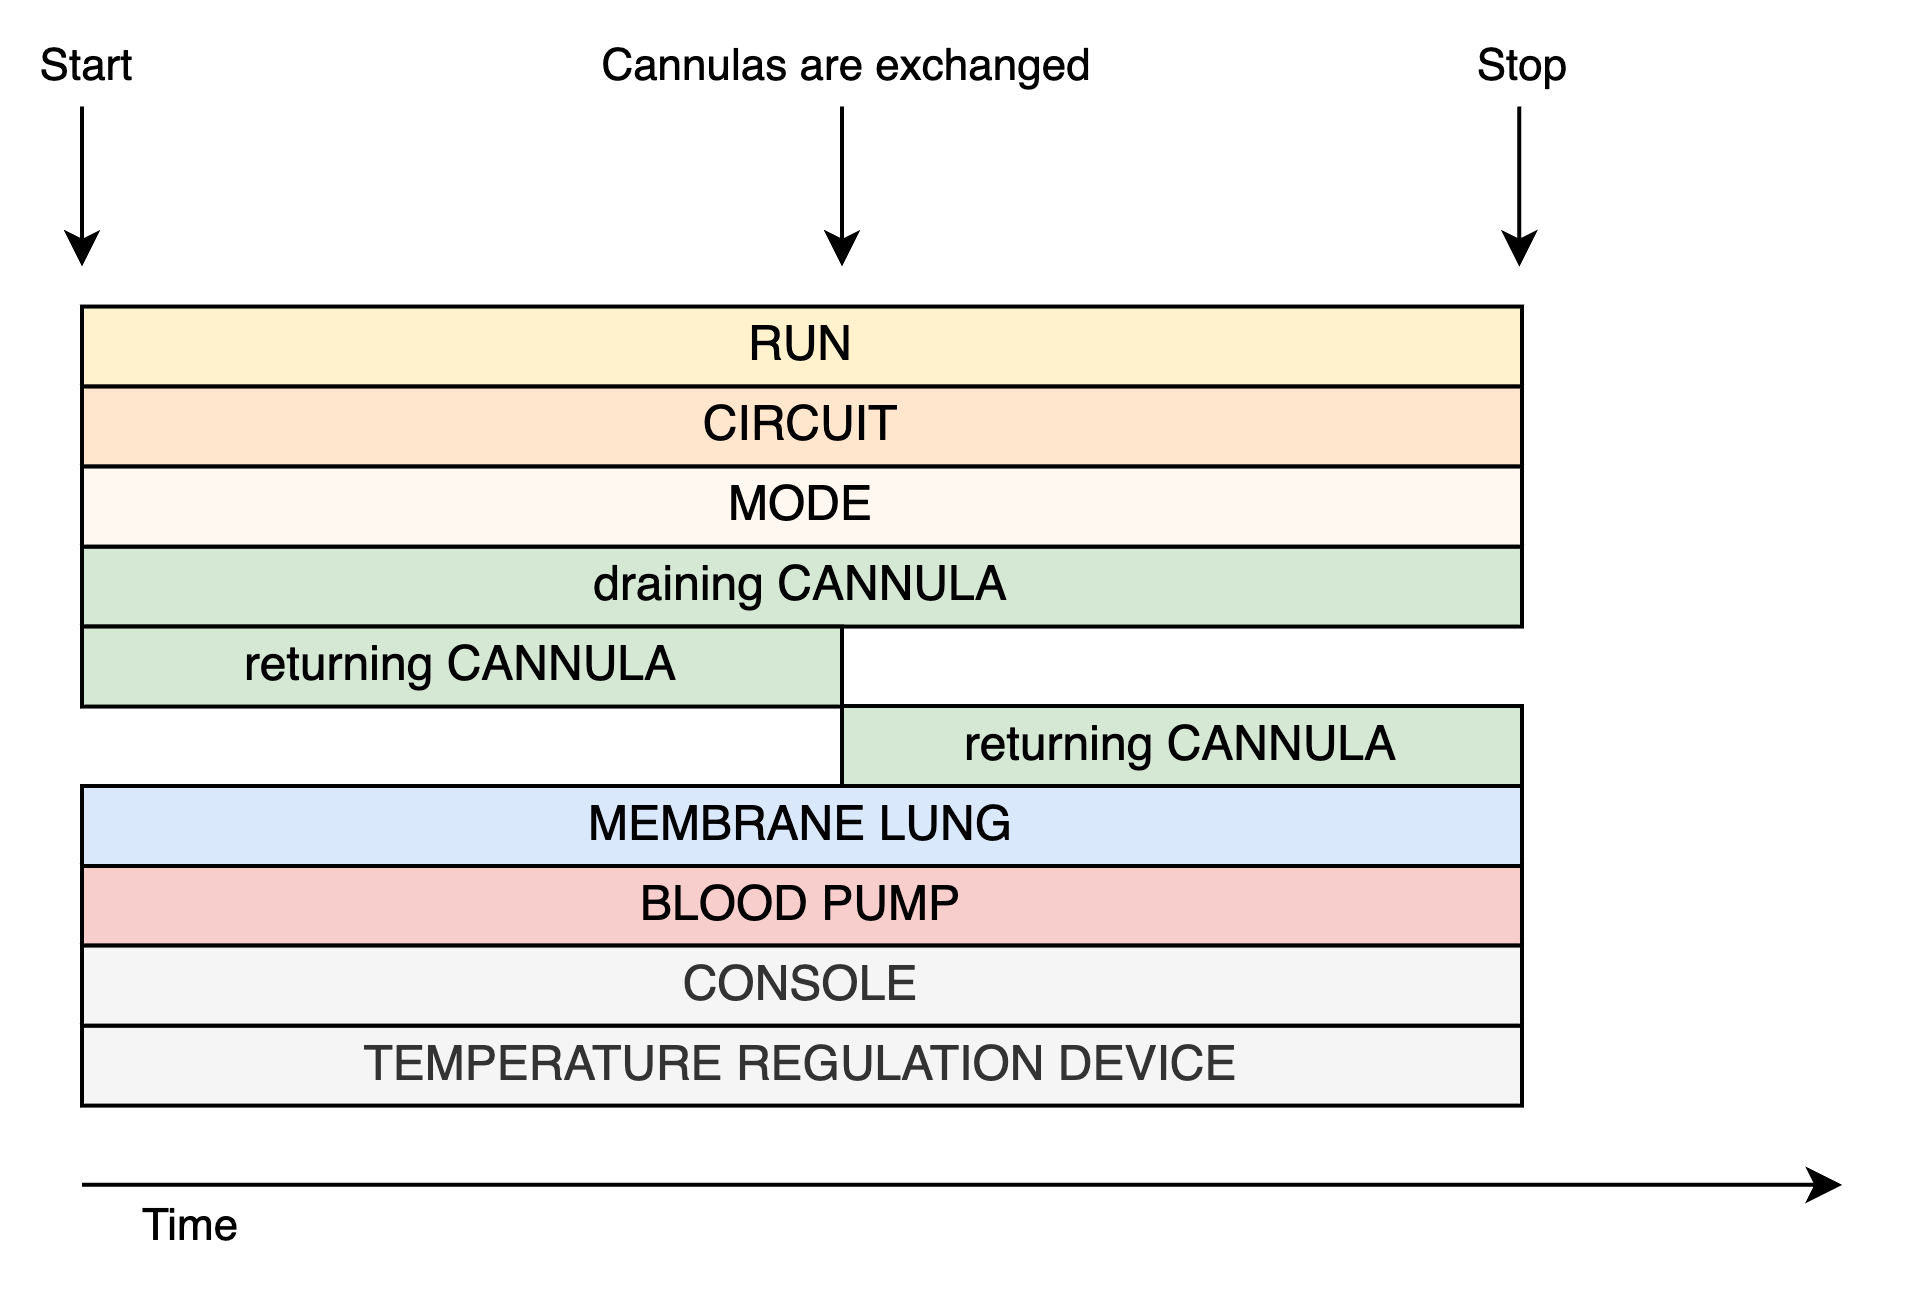 Start
Cannulas are exchanged
Stop
RUN
CIRCUIT
MODE
draining CANNULA
returning CANNULA
returning CANNULA
MEMBRANE LUNG
BLOOD PUMP
CONSOLE
TEMPERATURE REGULATION DEVICE
Time